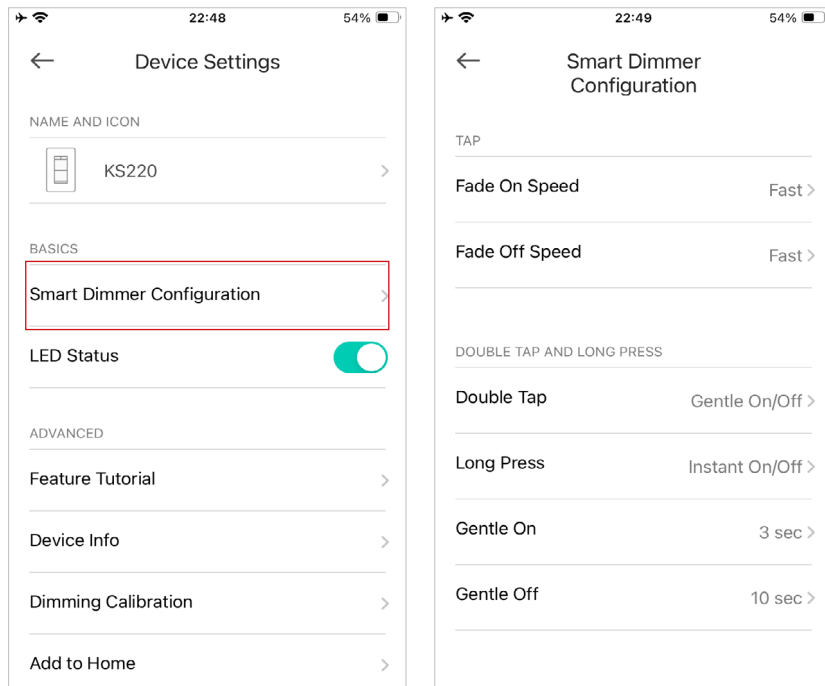 22:48
54%
Device Settings
NAME AND ICON
KS220
BASICS
Smart Dimmer Configuration
LED Status
ADVANCED
Feature Tutorial
Device Info
Dimming Calibration
Add to Home
22:49
54%
Smart Dimmer
Configuration
TAP
Fade On Speed
Fast
Fade Off Speed
Fast
DOUBLE TAP AND LONG PRESS
Double Tap
Gentle On/Off
Long Press
Instant On/Off
Gentle On
3 sec
Gentle Off
10 sec